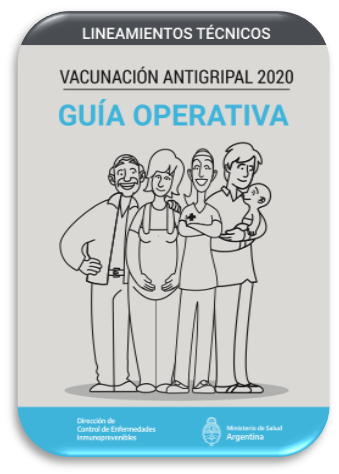 LINEAMIENTOS TÉCNICOS
VACUNACIÓN ANTIGRIPAL 2020
GUÍA OPERATIVA
Dirección de
Control de Enfermedades
Inmunoprevenibles
Ministerio de Salud
Argentina